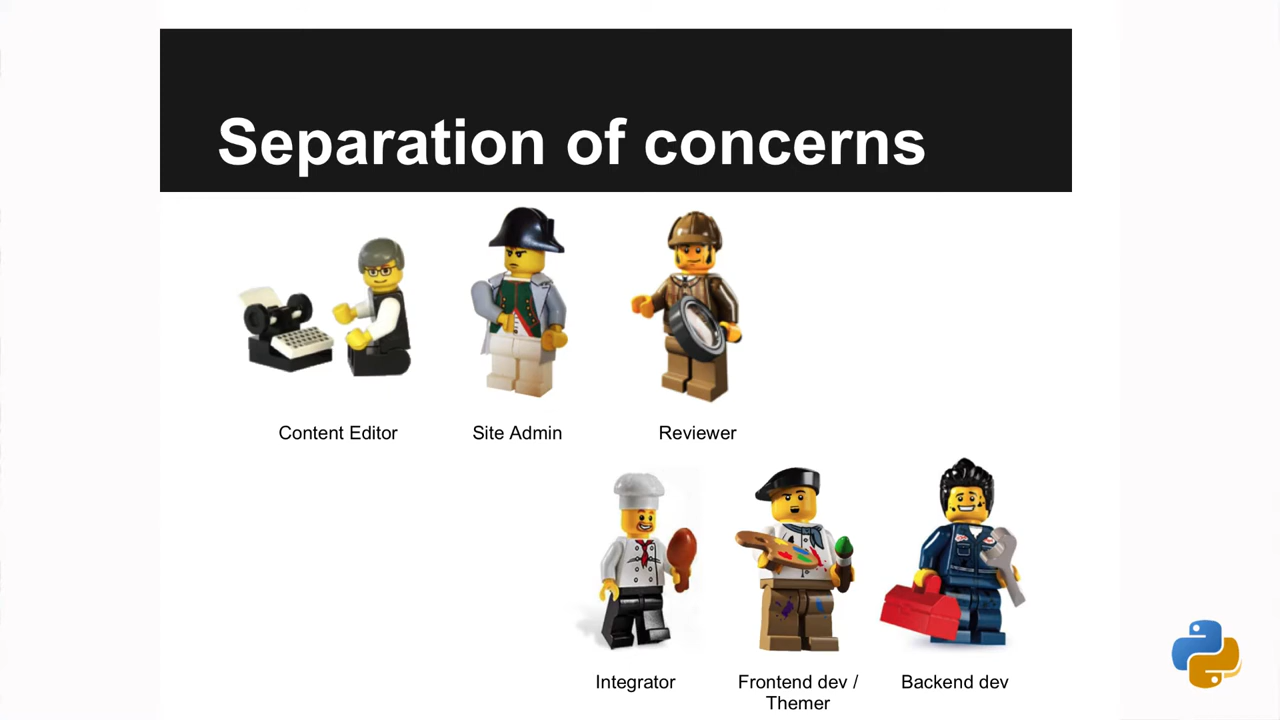 Separation of concerns
Content Editor
Site Admin
Reviewer
Integrator
Frontend dev /
Themer
Backend dev